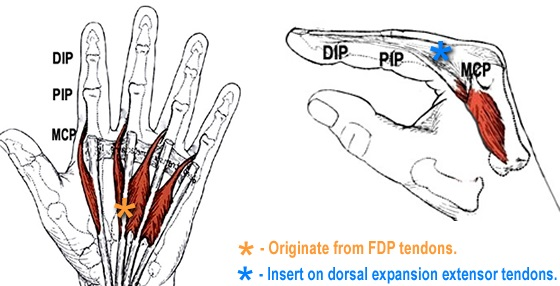 DIP
PIP
MCP
DIP
PIP
MCP
* - Originate from FDP tendons.
* - Insert on dorsal expansion extensor tendons.